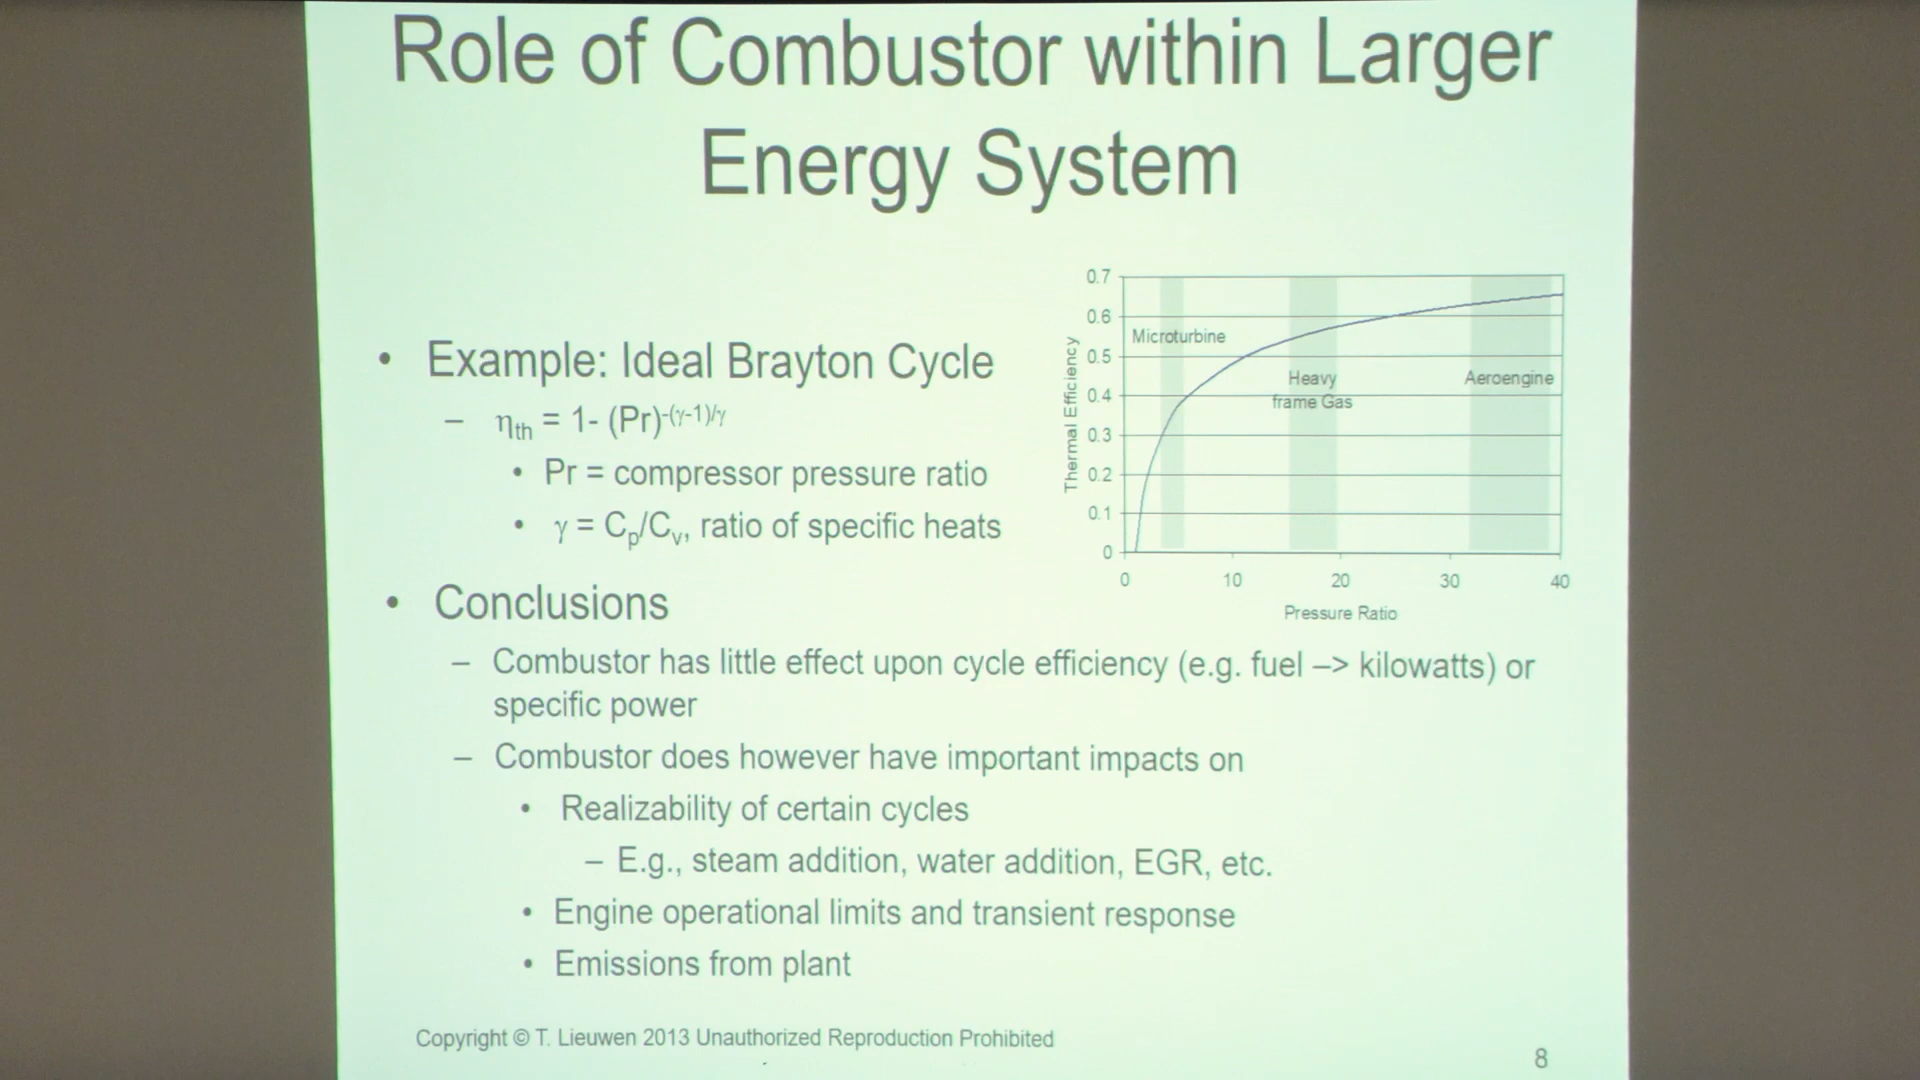 Role of Combustor within Larger
Energy System
• Example: Ideal Brayton Cycle
– ηth = 1- (Pr)-(γ-1)/γ
• Pr = compressor pressure ratio
• γ = Cp/Cv, ratio of specific heats
0.7
0.6
0.5
0.4
0.3
0.2
0.1
0
Thermal Efficiency
Microturbine
Heavy
frame Gas
Aeroengine
0 10 20 30 40
Pressure Ratio
• Conclusions
– Combustor has little effect upon cycle efficiency (e.g. fuel –> kilowatts) or
specific power
– Combustor does however have important impacts on
• Realizability of certain cycles
– E.g., steam addition, water addition, EGR, etc.
• Engine operational limits and transient response
• Emissions from plant
Copyright © T. Lieuwen 2013 Unauthorized Reproduction Prohibited
8